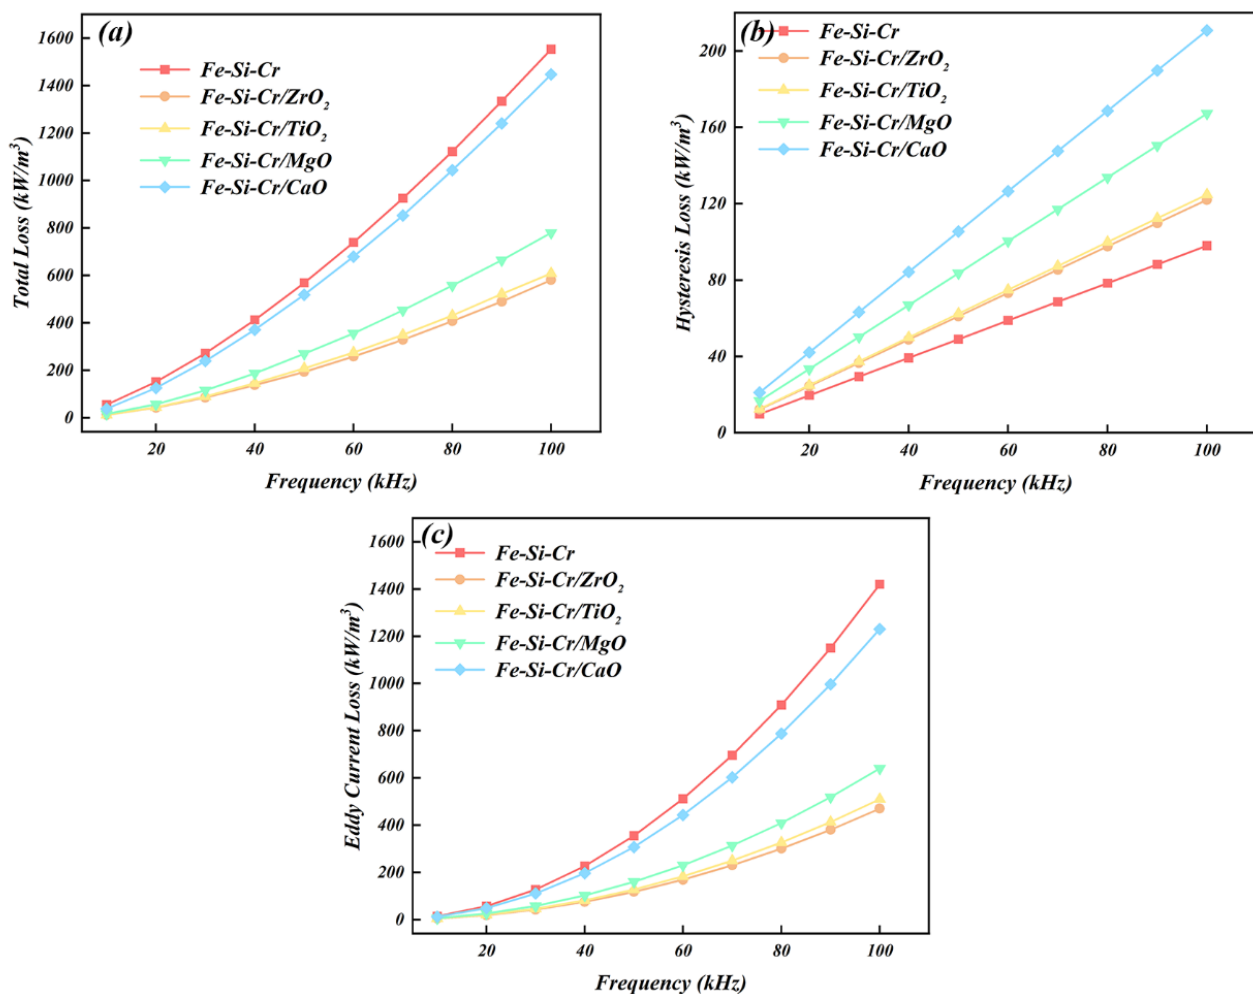 (a)
1600
1400
1200
1000
800
600
400
200
0
Total Loss (kW/m³)
Fe-Si-Cr
Fe-Si-Cr/ZrO₂
Fe-Si-Cr/TiO₂
Fe-Si-Cr/MgO
Fe-Si-Cr/CaO
20 40 60 80 100
Frequency (kHz)
(b)
200
160
120
80
40
0
Hysteresis Loss (kW/m³)
Fe-Si-Cr
Fe-Si-Cr/ZrO₂
Fe-Si-Cr/TiO₂
Fe-Si-Cr/MgO
Fe-Si-Cr/CaO
20 40 60 80 100
Frequency (kHz)
(c)
1600
1400
1200
1000
800
600
400
200
0
Eddy Current Loss (kW/m³)
Fe-Si-Cr
Fe-Si-Cr/ZrO₂
Fe-Si-Cr/TiO₂
Fe-Si-Cr/MgO
Fe-Si-Cr/CaO
20 40 60 80 100
Frequency (kHz)